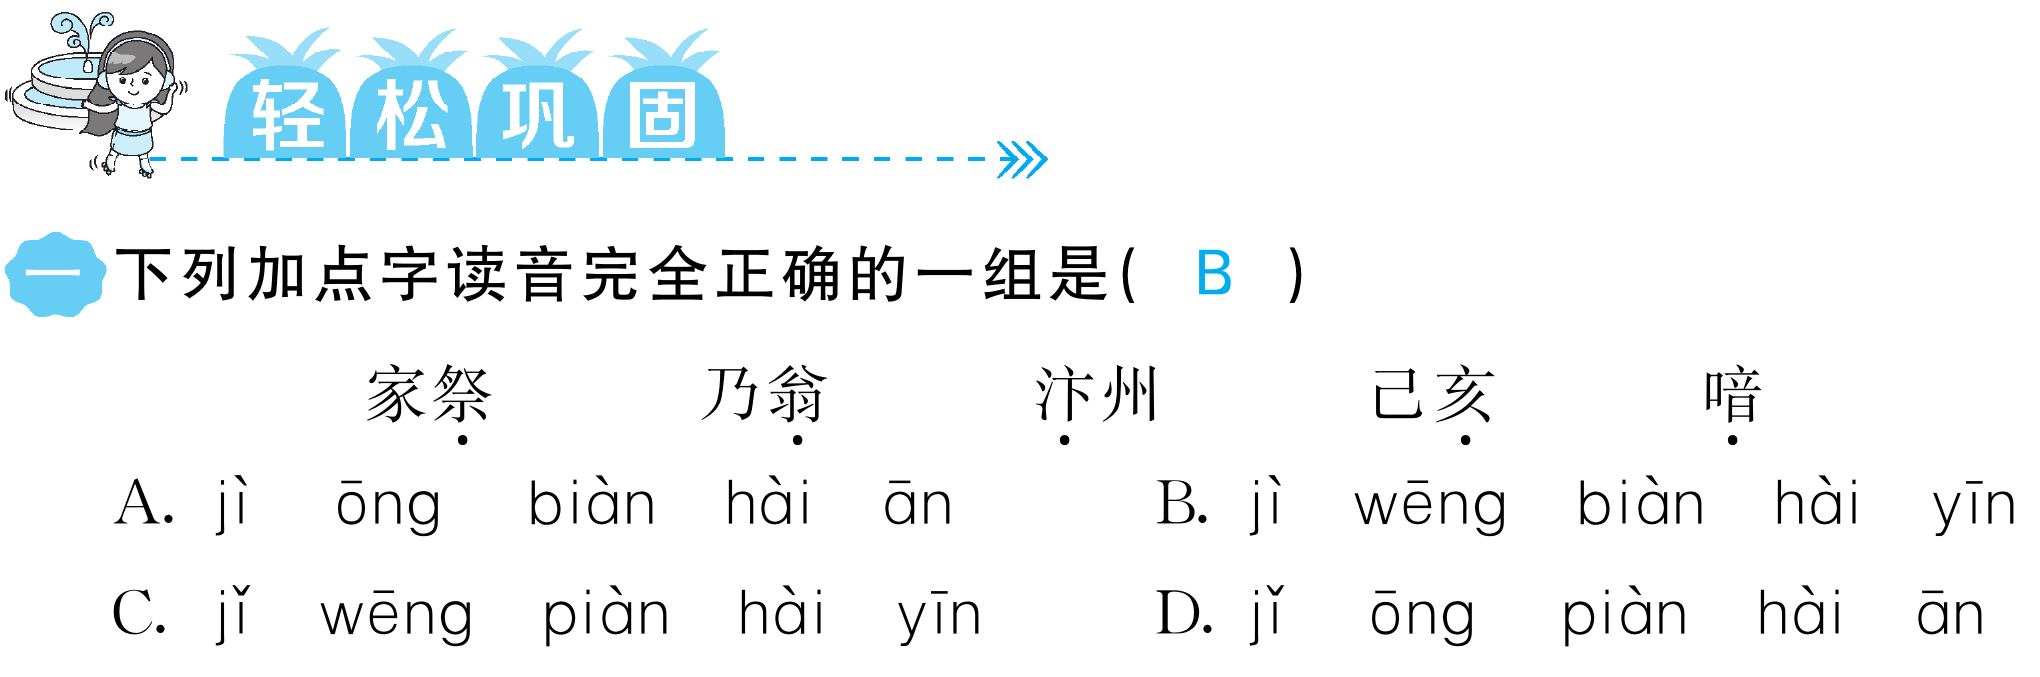 轻松巩固
一 下列加点字读音完全正确的一组是( B )
家祭 乃翁 汴州 己亥 喑
A. jì ōng biàn hài ān B. jì wēng biàn hài yīn
C. jǐ wēng piàn hài yīn D. jǐ ōng piàn hài ān